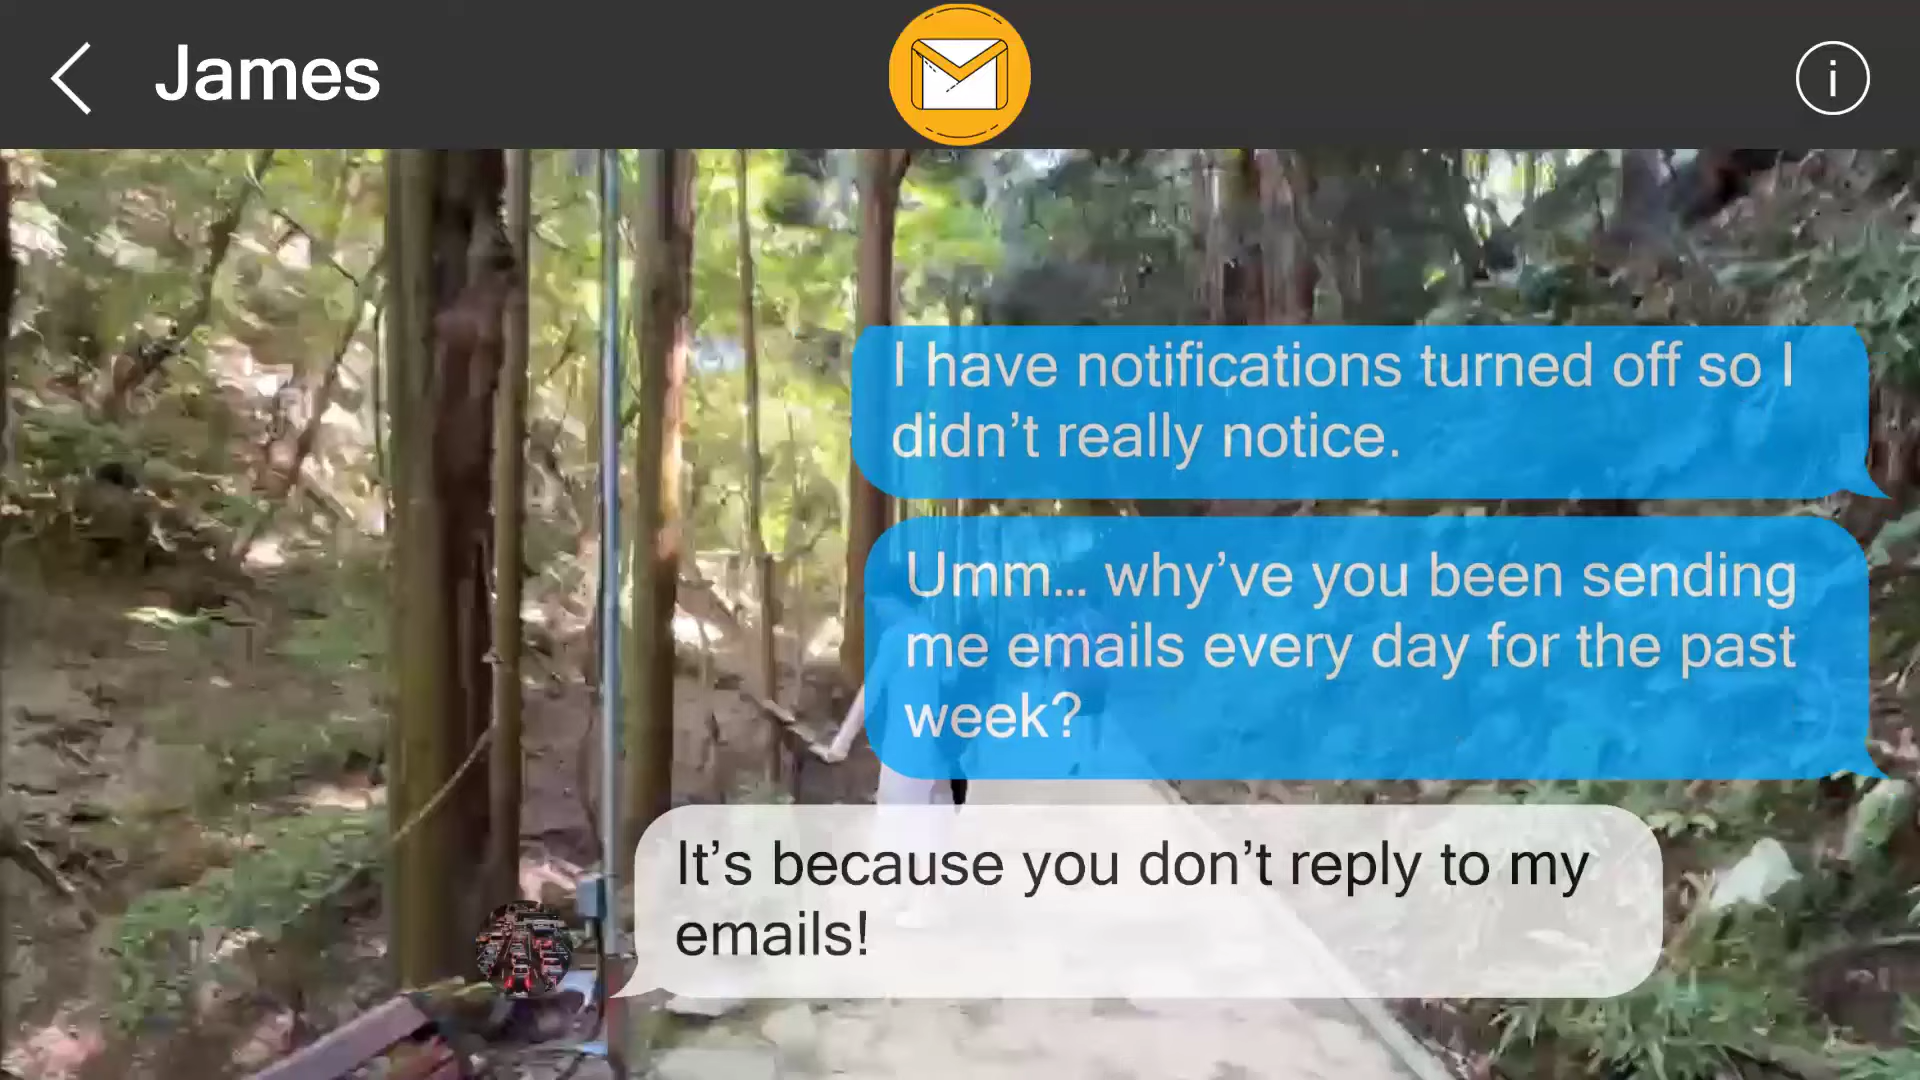 James
i
I have notifications turned off so I
didn’t really notice.
Umm... why’ve you been sending
me emails every day for the past
week?
It’s because you don’t reply to my
emails!